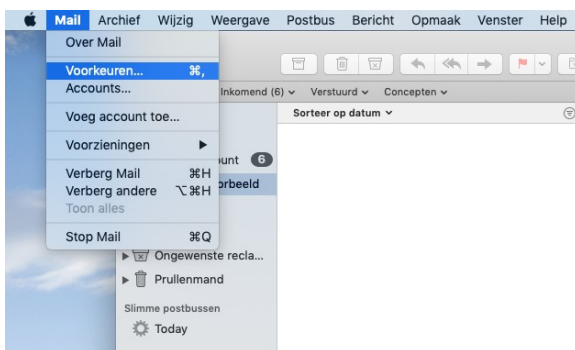 Mail Archief Wijzig Weergave Postbus Bericht Opmaak Venster Help
Over Mail
Voorkeuren... ⌘,
Accounts...
Inkomend (6) Verstuurd Concepten
Voeg account toe...
Sorteer op datum
Voorzieningen
6
Verberg Mail ⌘H
Verberg andere ⌥⌘H
Toon alles
Stop Mail ⌘Q
Ongewenste recla...
Prullenmand
Slimme postbussen
Today